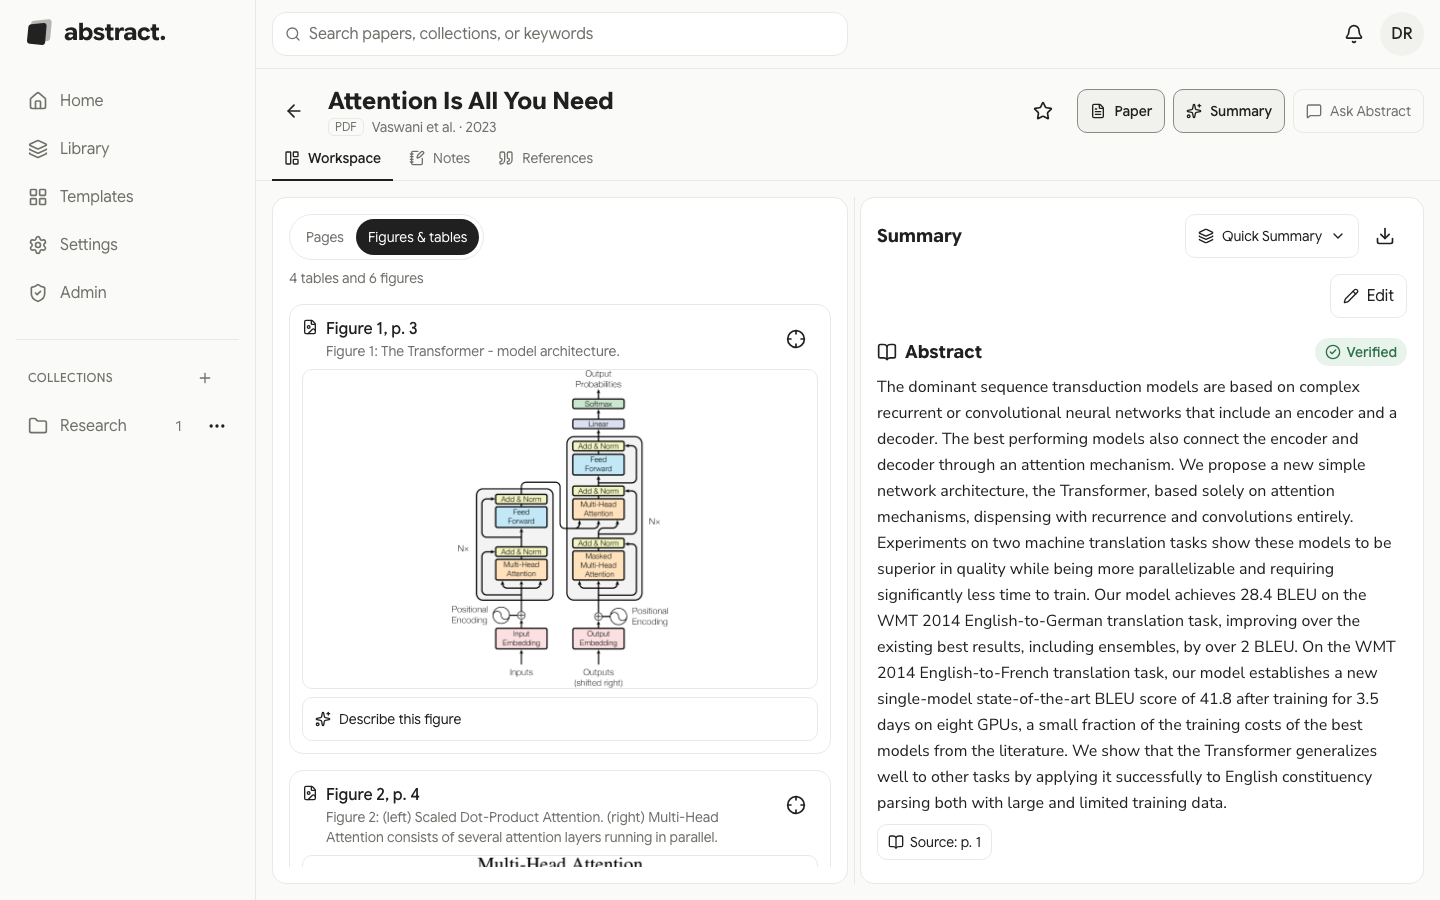 abstract.
Search papers, collections, or keywords
DR
Home
Library
Templates
Settings
Admin
COLLECTIONS
Research 1
Attention Is All You Need
PDF Vaswani et al. · 2023
Paper
Summary
Ask Abstract
Workspace
Notes
References
Pages
Figures & tables
4 tables and 6 figures
Figure 1, p. 3
Figure 1: The Transformer - model architecture.
Output
Probabilities
Softmax
Linear
Add & Norm
Feed
Forward
Add & Norm
Multi-Head
Attention
Add & Norm
Feed
Forward
Nx
Nx
Add & Norm
Multi-Head
Attention
Add & Norm
Masked
Multi-Head
Attention
Positional
Encoding
Positional
Encoding
Input
Embedding
Output
Embedding
Inputs
Outputs
(shifted right)
Describe this figure
Figure 2, p. 4
Figure 2: (left) Scaled Dot-Product Attention. (right) Multi-Head
Attention consists of several attention layers running in parallel.
Multi-Head Attention
Summary
Quick Summary
Edit
Abstract
Verified
The dominant sequence transduction models are based on complex
recurrent or convolutional neural networks that include an encoder and a
decoder. The best performing models also connect the encoder and
decoder through an attention mechanism. We propose a new simple
network architecture, the Transformer, based solely on attention
mechanisms, dispensing with recurrence and convolutions entirely.
Experiments on two machine translation tasks show these models to be
superior in quality while being more parallelizable and requiring
significantly less time to train. Our model achieves 28.4 BLEU on the
WMT 2014 English-to-German translation task, improving over the
existing best results, including ensembles, by over 2 BLEU. On the WMT
2014 English-to-French translation task, our model establishes a new
single-model state-of-the-art BLEU score of 41.8 after training for 3.5
days on eight GPUs, a small fraction of the training costs of the best
models from the literature. We show that the Transformer generalizes
well to other tasks by applying it successfully to English constituency
parsing both with large and limited training data.
Source: p. 1